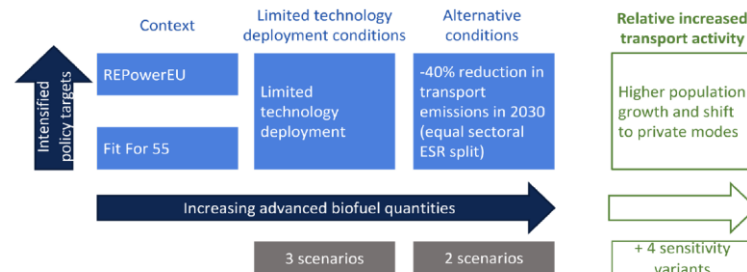 Context
Limited technology
deployment conditions
Alternative
conditions
Relative increased
transport activity
Intensified
policy targets
REPowerEU
Fit For 55
Limited
technology
deployment
-40% reduction in
transport
emissions in 2030
(equal sectoral
ESR split)
Higher population
growth and shift
to private modes
Increasing advanced biofuel quantities
3 scenarios
2 scenarios
+ 4 sensitivity
variants